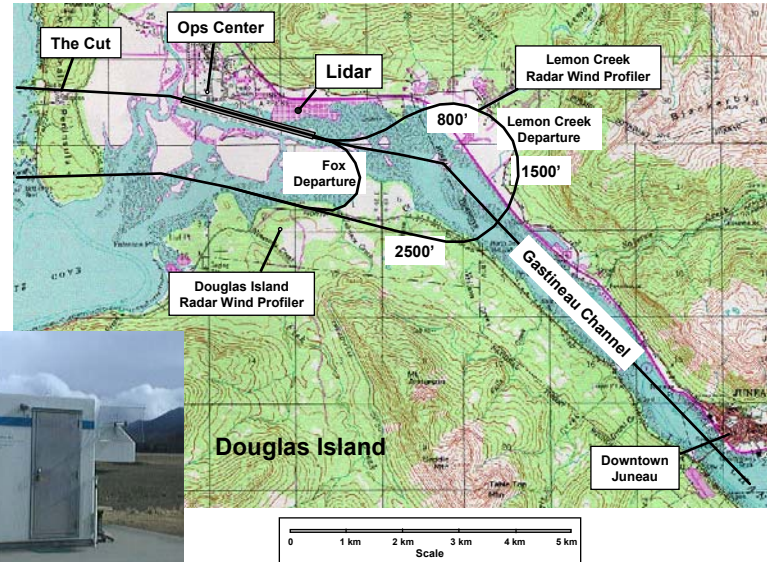 The Cut
Ops Center
Lidar
Lemon Creek
Radar Wind Profiler
800’
Lemon Creek
Departure
Fox
Departure
1500’
2500’
Douglas Island
Radar Wind Profiler
Gastineau Channel
Douglas Island
Downtown
Juneau
0 1 km 2 km 3 km 4 km 5 km
Scale